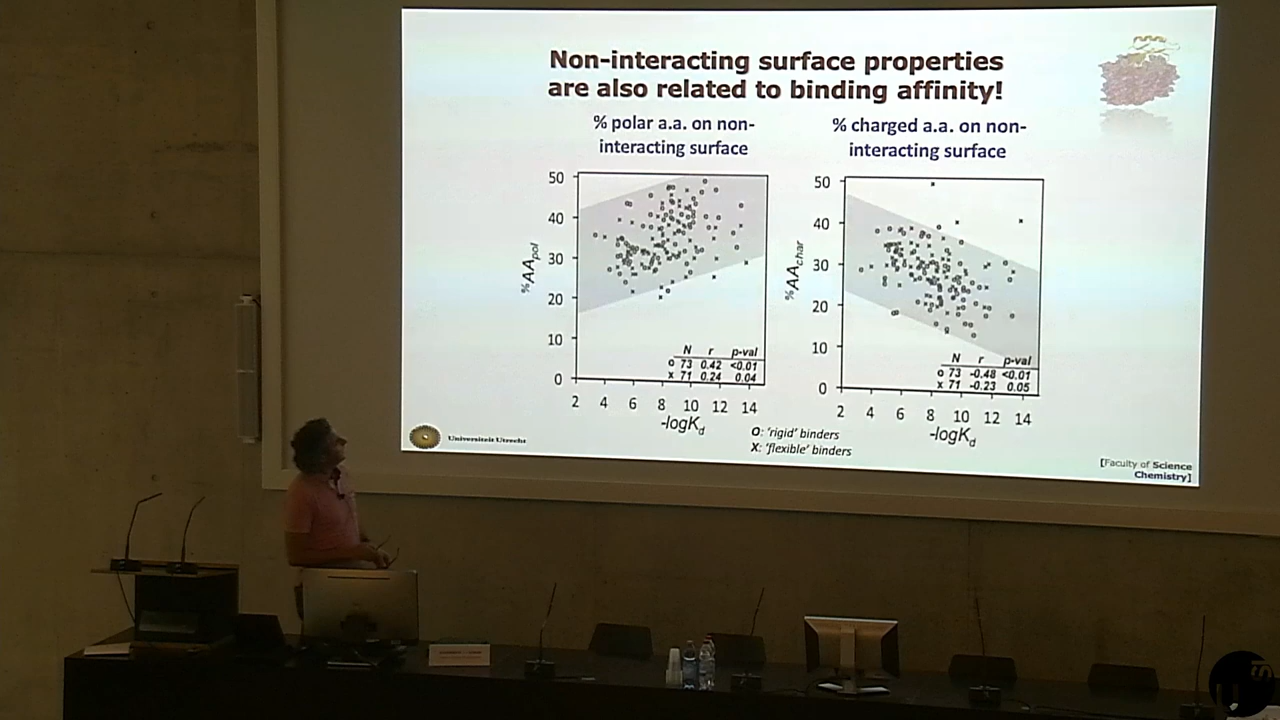 Non-interacting surface properties
are also related to binding affinity!
% polar a.a. on non-
interacting surface
% charged a.a. on non-
interacting surface
%AApol
50
40
30
20
10
0
N r p-val
o 73 0.42 <0.01
x 71 0.24 0.04
2 4 6 8 10 12 14
-logKd
%AAchar
50
40
30
20
10
0
N r p-val
o 73 -0.48 <0.01
x 71 -0.23 0.05
2 4 6 8 10 12 14
-logKd
O: 'rigid' binders
X: 'flexible' binders
Universiteit Utrecht
[Faculty of Science
Chemistry]